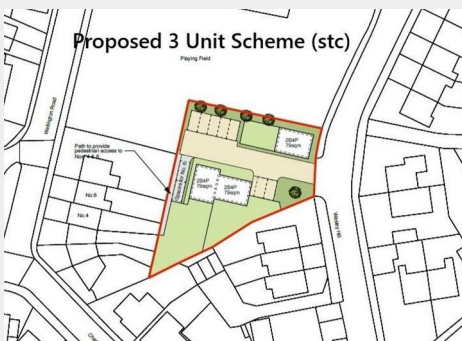 Proposed 3 Unit Scheme (stc)
Playing Field
Wellington Road
Path to provide
pedestrian access to
2B4P
79sqm
2B4P
79sqm
2B4P
79sqm
No.6
No.4
Hill